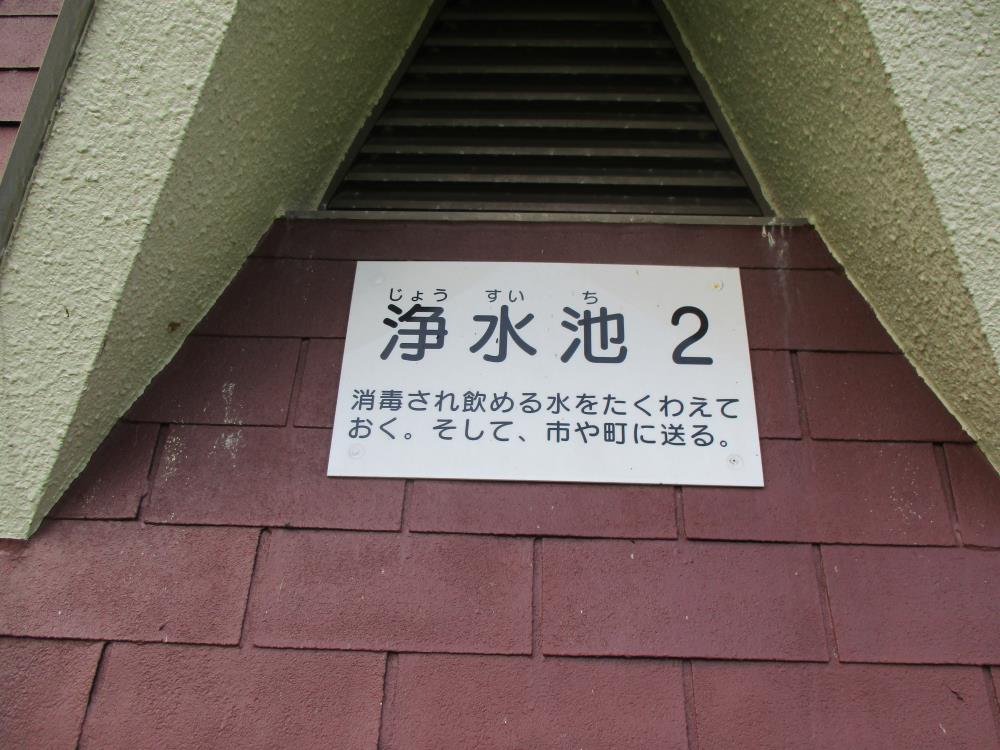 じょう すい ち
浄水池 2
消毒され飲める水をたくわえて
おく。そして、市や町に送る。